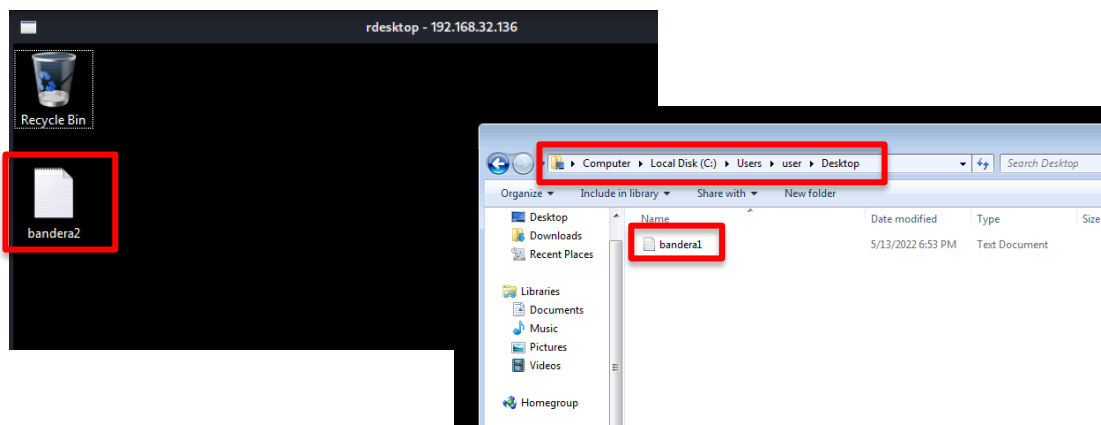 rdesktop - 192.168.32.136
Recycle Bin
bandera2
Computer Local Disk (C:) Users user Desktop
Search Desktop
Organize Include in library Share with New folder
Desktop
Downloads
Recent Places
Libraries
Documents
Music
Pictures
Videos
Homegroup
Name Date modified Type Size
bandera1 5/13/2022 6:53 PM Text Document